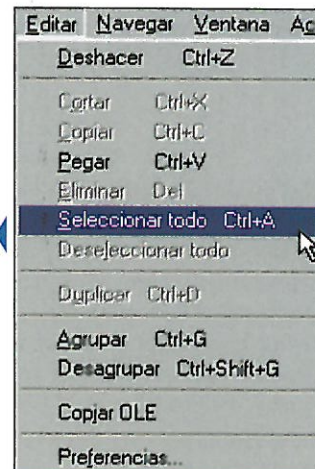 Editar Navegar Ventana
Deshacer Ctrl+Z
Cortar Ctrl+X
Copiar Ctrl+C
Pegar Ctrl+V
Eliminar Del
Seleccionar todo Ctrl+A
Deseleccionar todo
Duplicar Ctrl+D
Agrupar Ctrl+G
Desagrupar Ctrl+Shift+G
Copiar OLE
Preferencias...